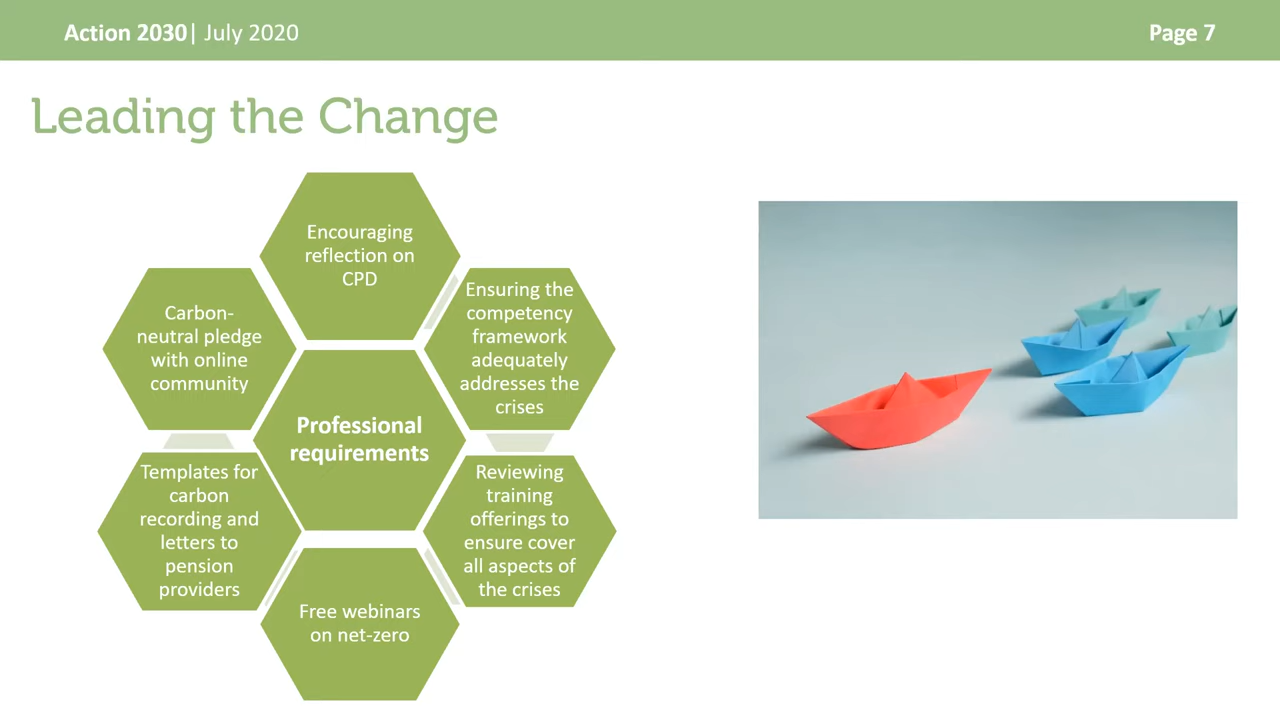 Action 2030| July 2020
Page 7
Leading the Change
Encouraging
reflection on
CPD
Ensuring the
competency
framework
adequately
addresses the
crises
Reviewing
training
offerings to
ensure cover
all aspects of
the crises
Free webinars
on net-zero
Templates for
carbon
recording and
letters to
pension
providers
Carbon-
neutral pledge
with online
community
Professional
requirements